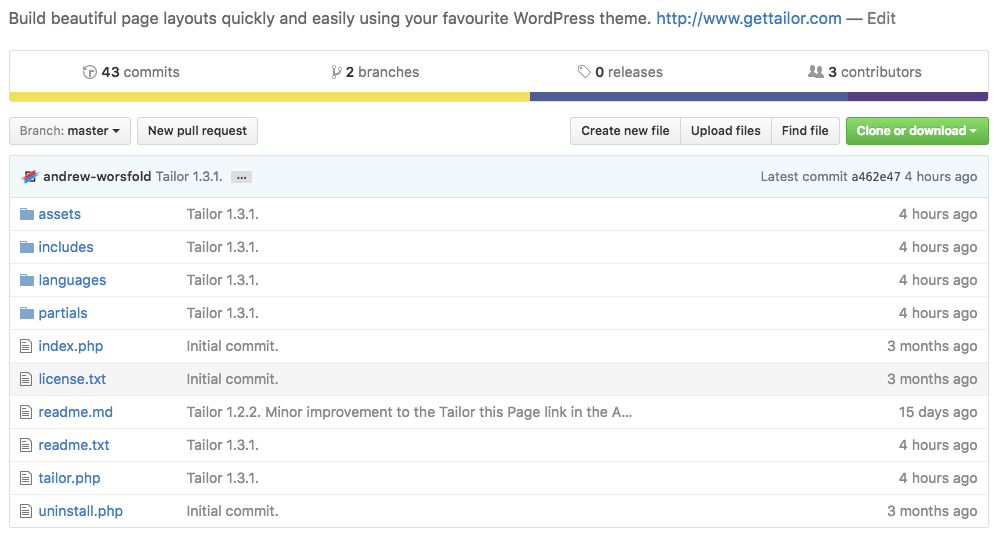 Build beautiful page layouts quickly and easily using your favourite WordPress theme. http://www.gettailor.com — Edit
43 commits 2 branches 0 releases 3 contributors
Branch: master New pull request Create new file Upload files Find file Clone or download
andrew-worsfold Tailor 1.3.1. ... Latest commit a462e47 4 hours ago
assets Tailor 1.3.1. 4 hours ago
includes Tailor 1.3.1. 4 hours ago
languages Tailor 1.3.1. 4 hours ago
partials Tailor 1.3.1. 4 hours ago
index.php Initial commit. 3 months ago
license.txt Initial commit. 3 months ago
readme.md Tailor 1.2.2. Minor improvement to the Tailor this Page link in the A... 15 days ago
readme.txt Tailor 1.3.1. 4 hours ago
tailor.php Tailor 1.3.1. 4 hours ago
uninstall.php Initial commit. 3 months ago